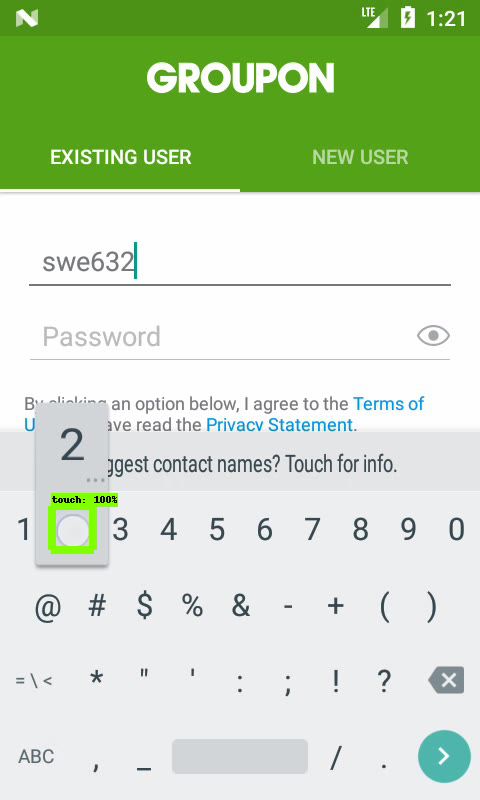 LTE 1:21
GROUPON
EXISTING USER NEW USER
swe632
Password
By clicking an option below, I agree to the Terms of
U ave read the Privacy Statement.
2
ggest contact names? Touch for info.
...
touch: 100%
1 3 4 5 6 7 8 9 0
@ # $ % & - + ( )
= \ < * " ' : ; ! ?
ABC , _ / .